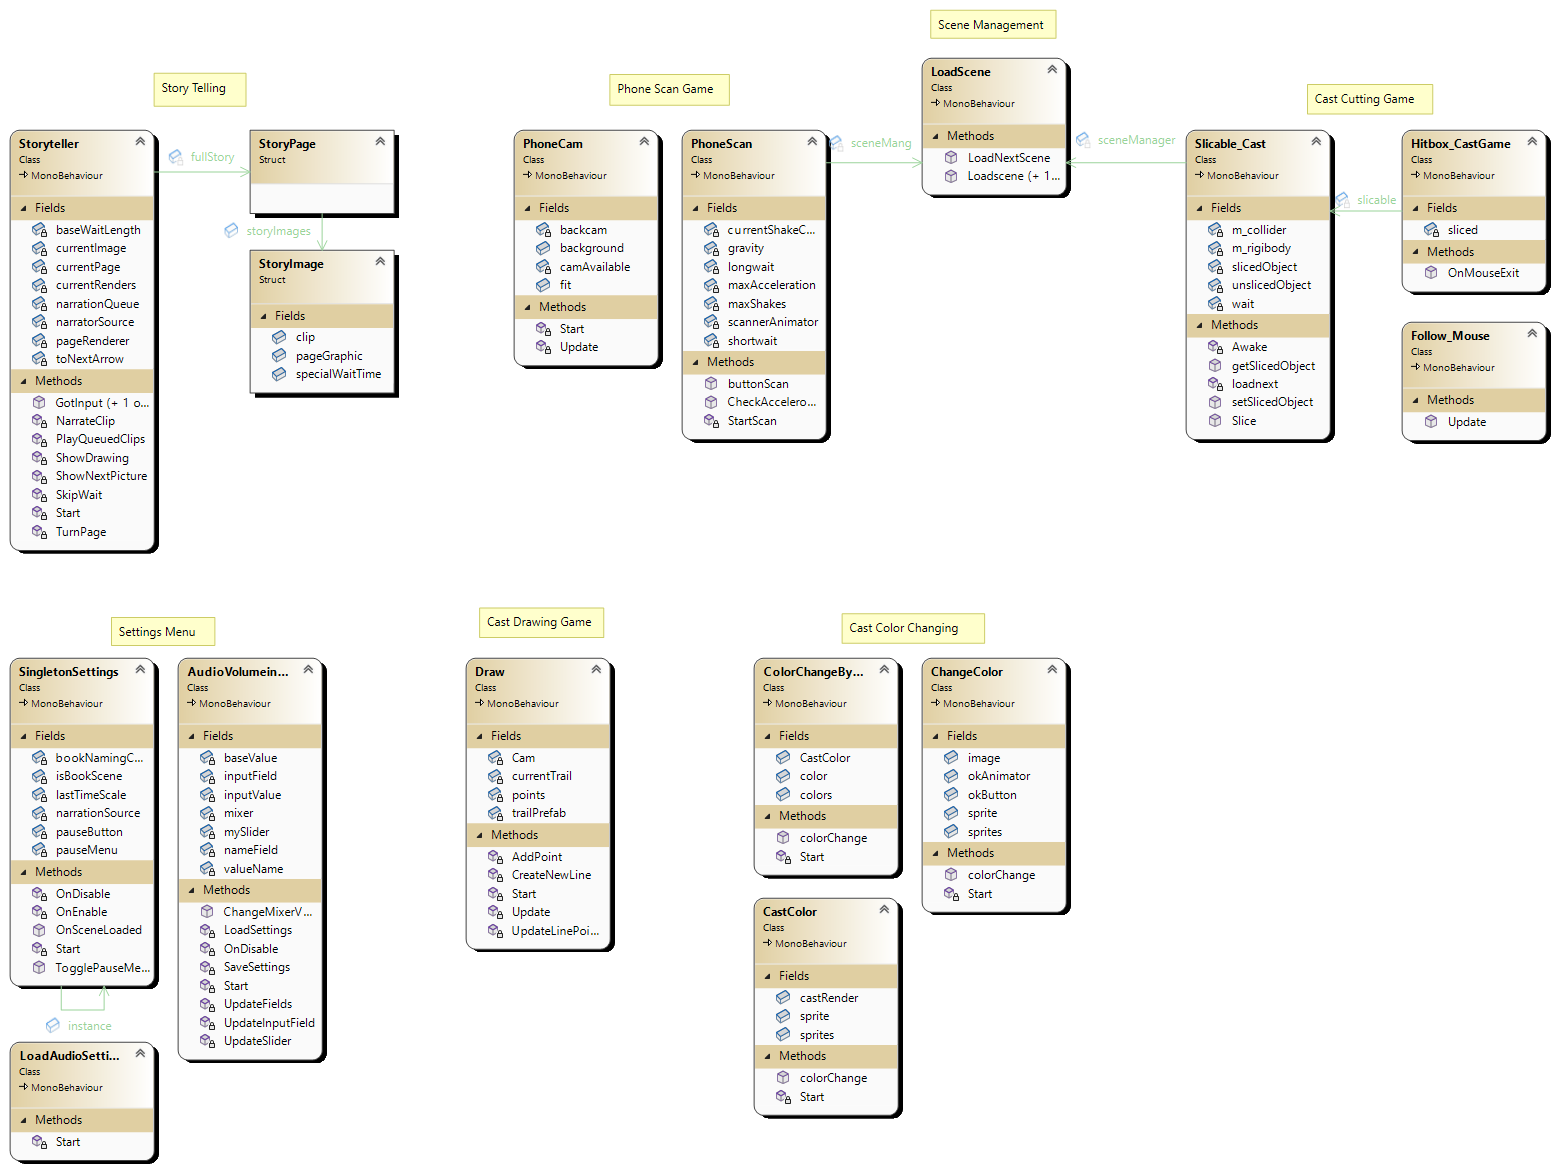 Scene Management
Story Telling
Phone Scan Game
Cast Cutting Game
Storyteller
Class
MonoBehaviour
Fields
baseWaitLength
currentImage
currentPage
currentRenders
narrationQueue
narratorSource
pageRenderer
toNextArrow
Methods
GotInput (+ 1 o...
NarrateClip
PlayQueuedClips
ShowDrawing
ShowNextPicture
SkipWait
Start
TurnPage
fullStory
StoryPage
Struct
storyImages
StoryImage
Struct
Fields
clip
pageGraphic
specialWaitTime
PhoneCam
Class
MonoBehaviour
Fields
backcam
background
camAvailable
fit
Methods
Start
Update
PhoneScan
Class
MonoBehaviour
Fields
currentShakeC...
gravity
longwait
maxAcceleration
maxShakes
scannerAnimator
shortwait
Methods
buttonScan
CheckAccelero...
StartScan
sceneMang
LoadScene
Class
MonoBehaviour
Methods
LoadNextScene
Loadscene (+ 1...
sceneManager
Slicable_Cast
Class
MonoBehaviour
Fields
m_collider
m_rigibody
slicedObject
unslicedObject
wait
Methods
Awake
getSlicedObject
loadnext
setSlicedObject
Slice
slicable
Hitbox_CastGame
Class
MonoBehaviour
Fields
sliced
Methods
OnMouseExit
Follow_Mouse
Class
MonoBehaviour
Methods
Update
Settings Menu
Cast Drawing Game
Cast Color Changing
SingletonSettings
Class
MonoBehaviour
Fields
bookNamingC...
isBookScene
lastTimeScale
narrationSource
pauseButton
pauseMenu
Methods
OnDisable
OnEnable
OnSceneLoaded
Start
TogglePauseMe...
instance
LoadAudioSetti...
Class
MonoBehaviour
Methods
Start
AudioVolumein...
Class
MonoBehaviour
Fields
baseValue
inputField
inputValue
mixer
mySlider
nameField
valueName
Methods
ChangeMixerV...
LoadSettings
OnDisable
SaveSettings
Start
UpdateFields
UpdateInputField
UpdateSlider
Draw
Class
MonoBehaviour
Fields
Cam
currentTrail
points
trailPrefab
Methods
AddPoint
CreateNewLine
Start
Update
UpdateLinePoi...
ColorChangeBy...
Class
MonoBehaviour
Fields
CastColor
color
colors
Methods
colorChange
Start
CastColor
Class
MonoBehaviour
Fields
castRender
sprite
sprites
Methods
colorChange
Start
ChangeColor
Class
MonoBehaviour
Fields
image
okAnimator
okButton
sprite
sprites
Methods
colorChange
Start